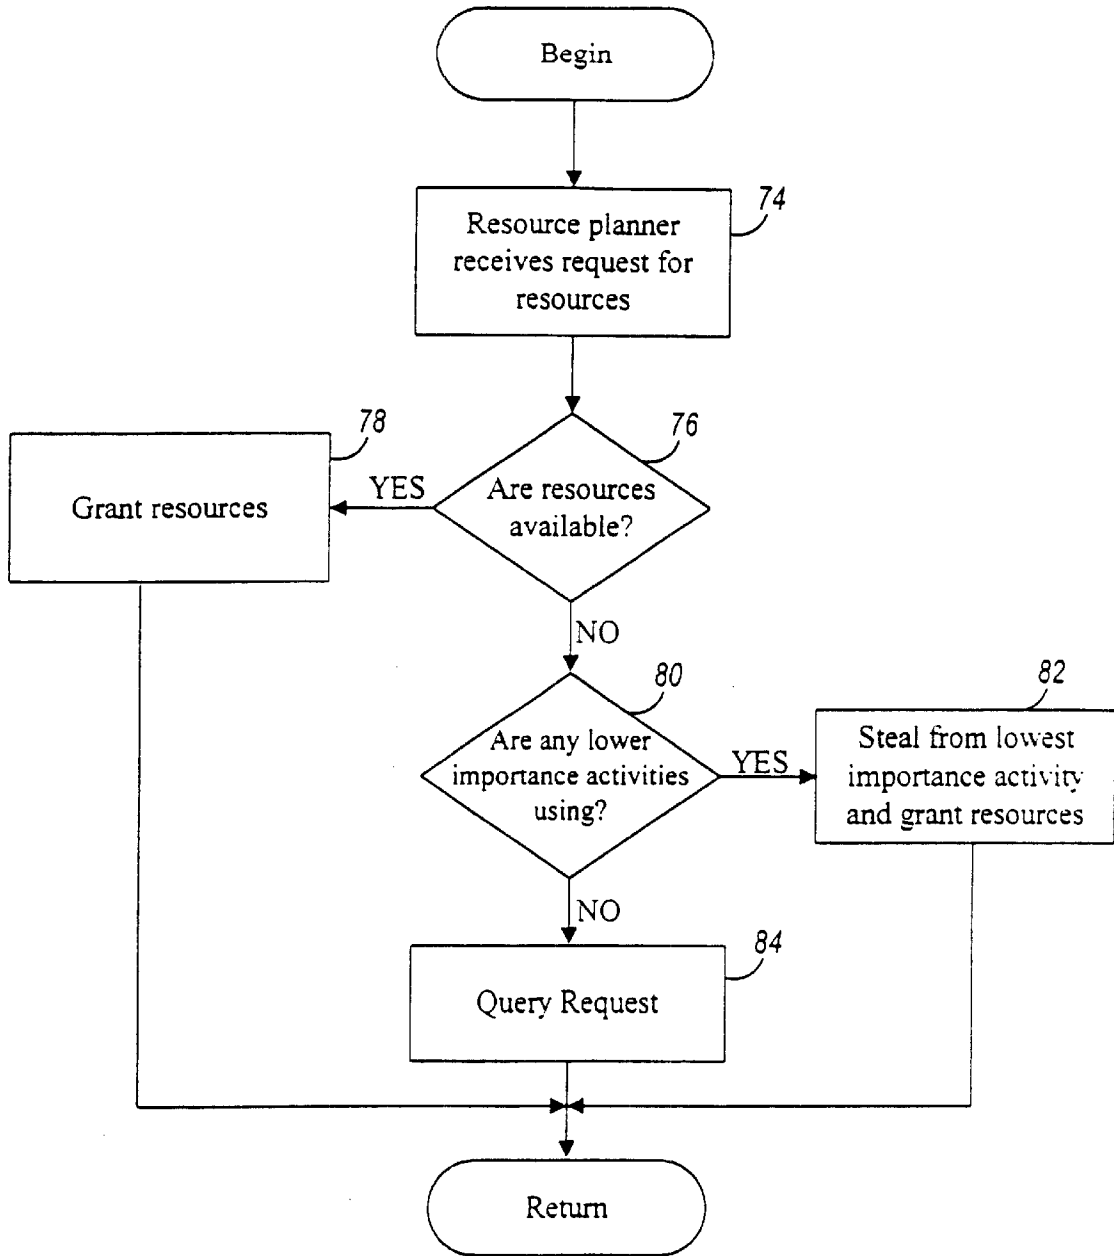 Begin
74
Resource planner
receives request for
resources
78
76
Grant resources
YES
Are resources
available?
NO
80
82
Are any lower
importance activities
using?
YES
Steal from lowest
importance activity
and grant resources
NO
84
Query Request
Return